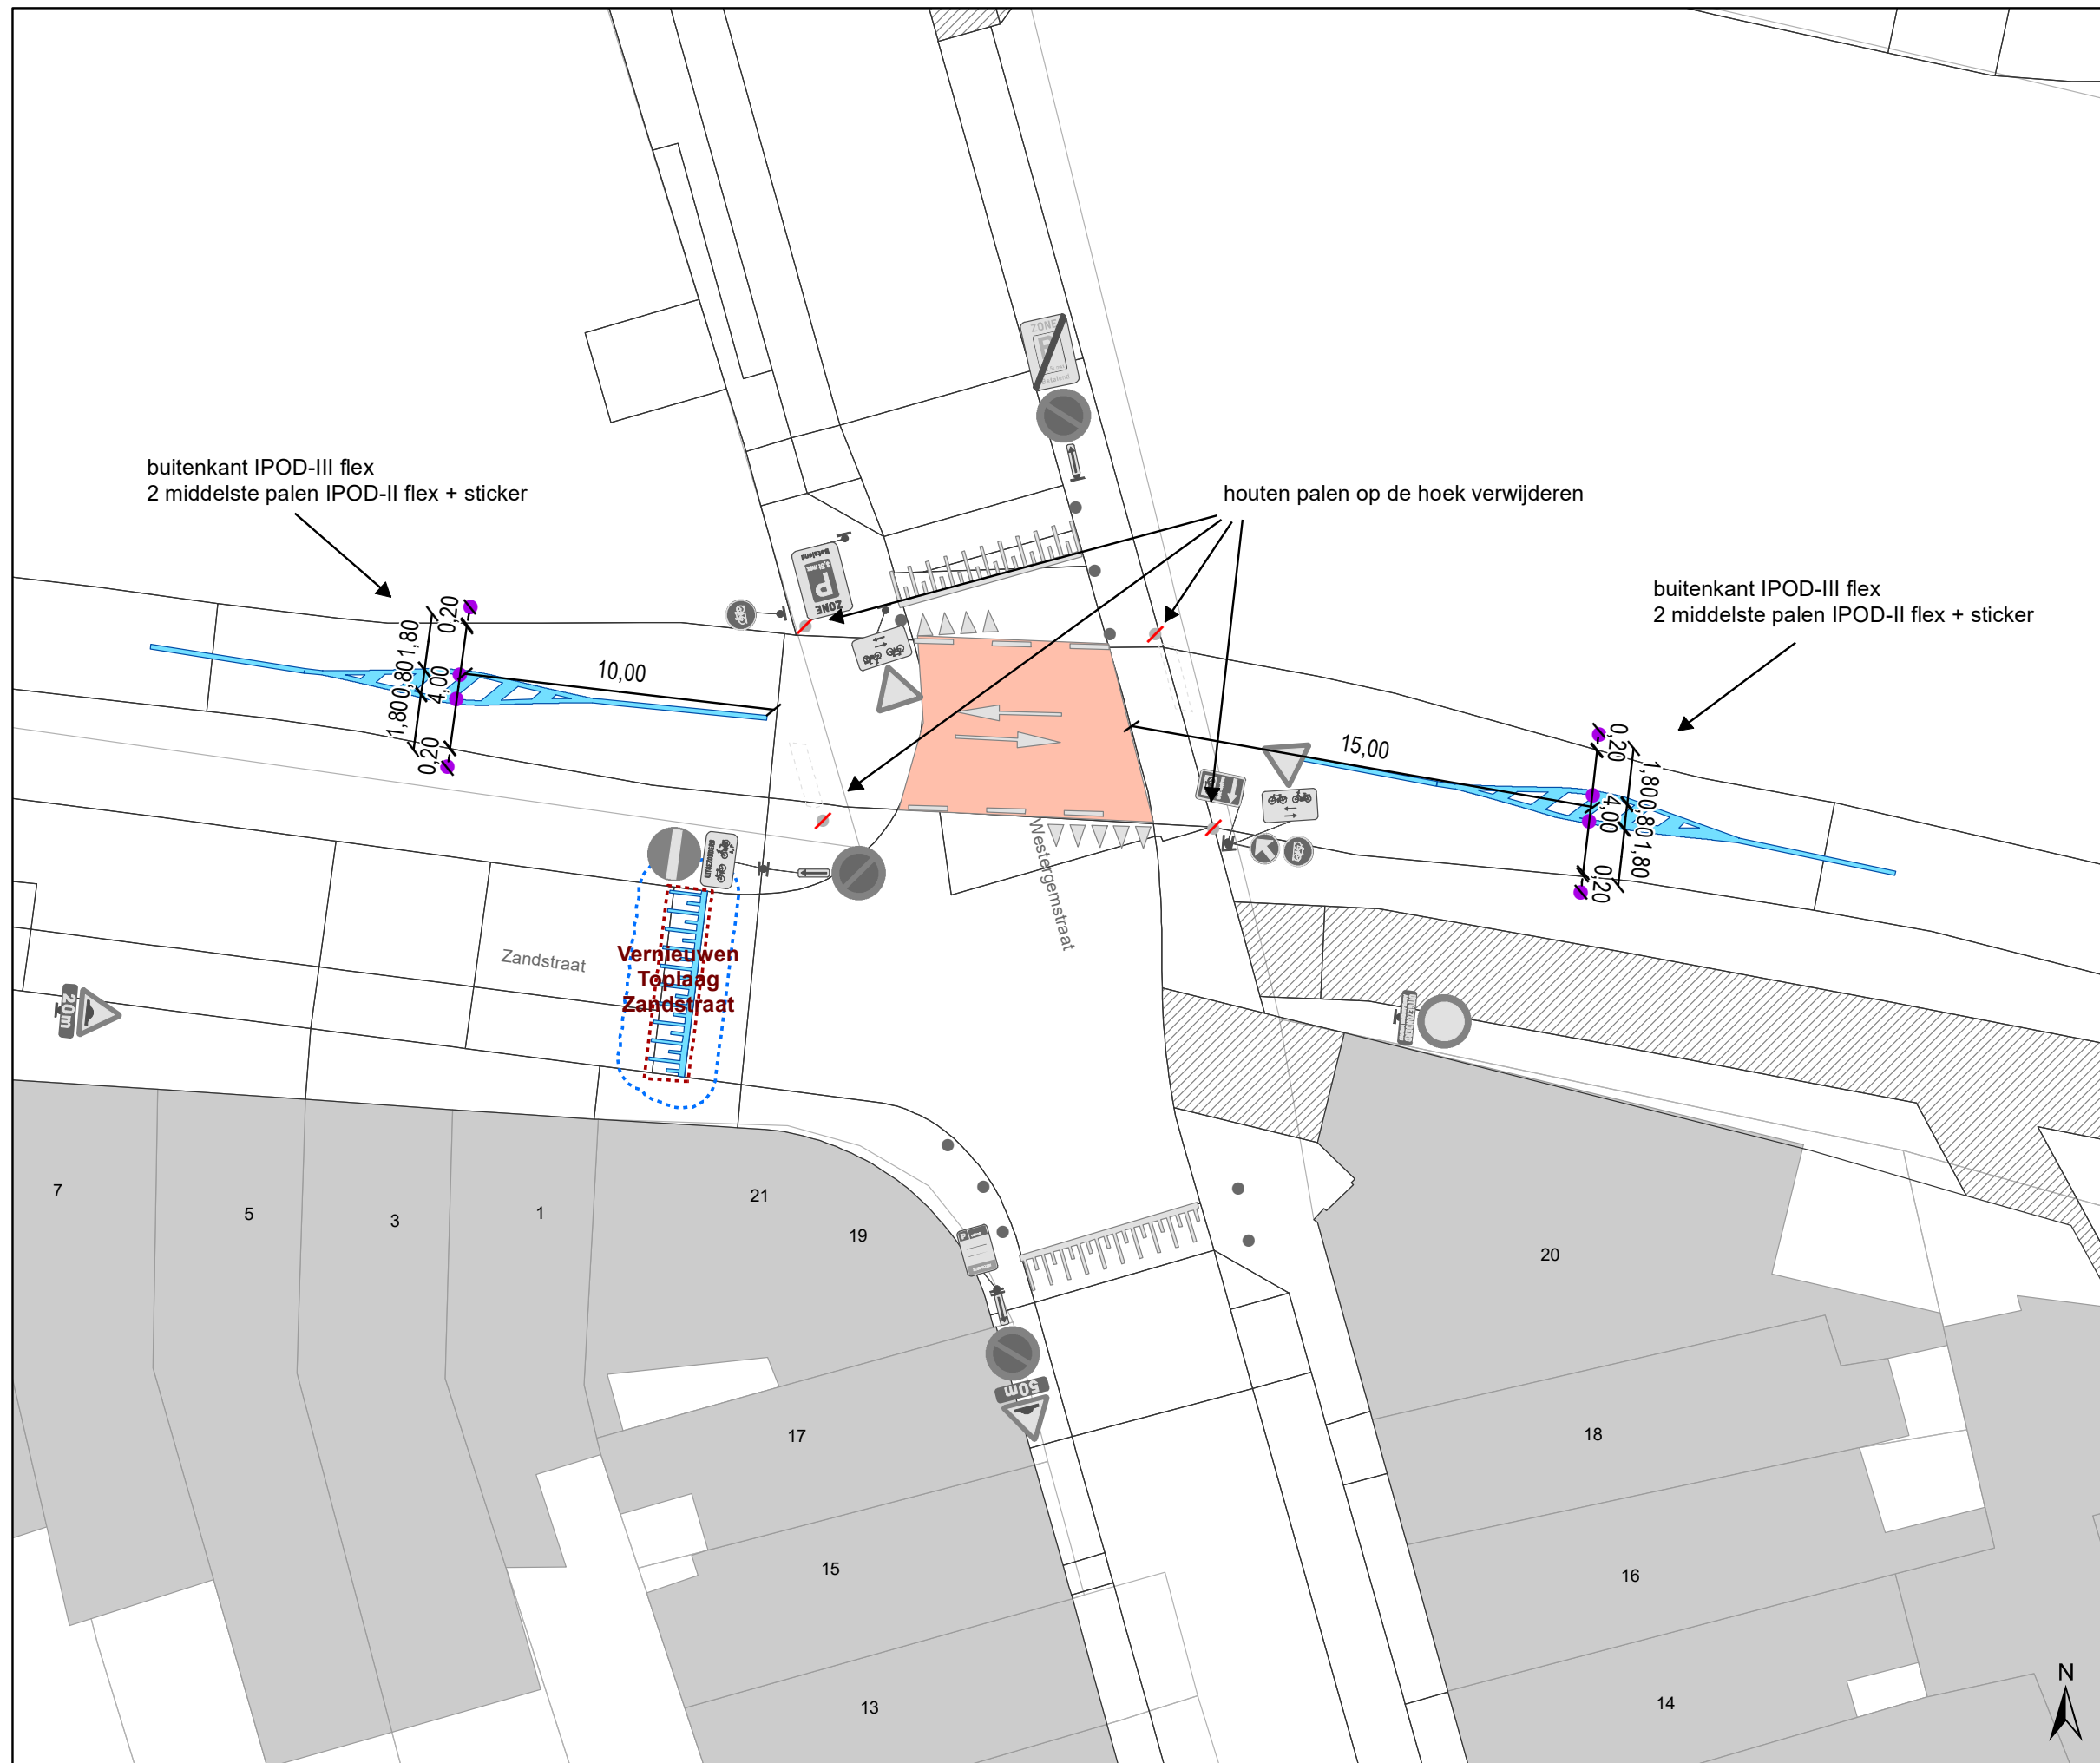 ZONE
buitenkant IPOD-III flex
2 middelste palen IPOD-II flex + sticker
houten palen op de hoek verwijderen
Betalend
P
ZONE
buitenkant IPOD-III flex
2 middelste palen IPOD-II flex + sticker
0,20
1,80
0,80
4,00
1,80
0,20
10,00
15,00
0,20
1,80
0,80
4,00
1,80
0,20
Westergemstraat
Zandstraat
Vernieuwen
Toplaag
Zandstraat
20m
7
5
3
1
21
19
20
50m
17
18
15
16
13
14
N